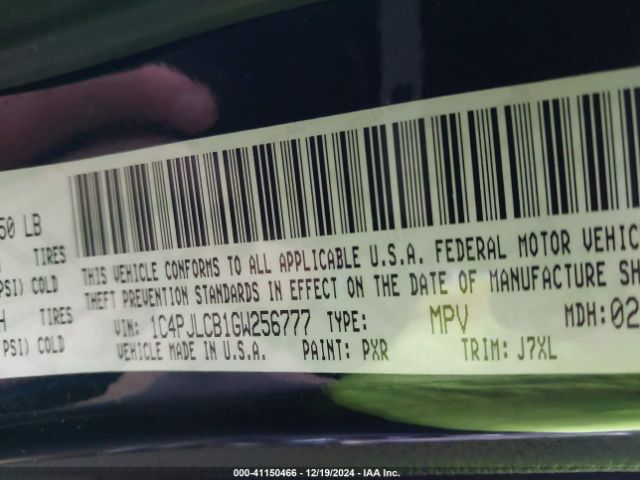 50 LB
TIRES
PSI) COLD
H TIRES
PSI) COLD
THIS VEHICLE CONFORMS TO ALL APPLICABLE U.S.A. FEDERAL MOTOR VEHIC
THEFT PREVENTION STANDARDS IN EFFECT ON THE DATE OF MANUFACTURE SH
VIN: 1C4PJLCB1GW256777 TYPE: MPV MDH:02
VEHICLE MADE IN U.S.A. PAINT: PXR TRIM: J7XL
000-41150466 - 12/19/2024 - IAA Inc.